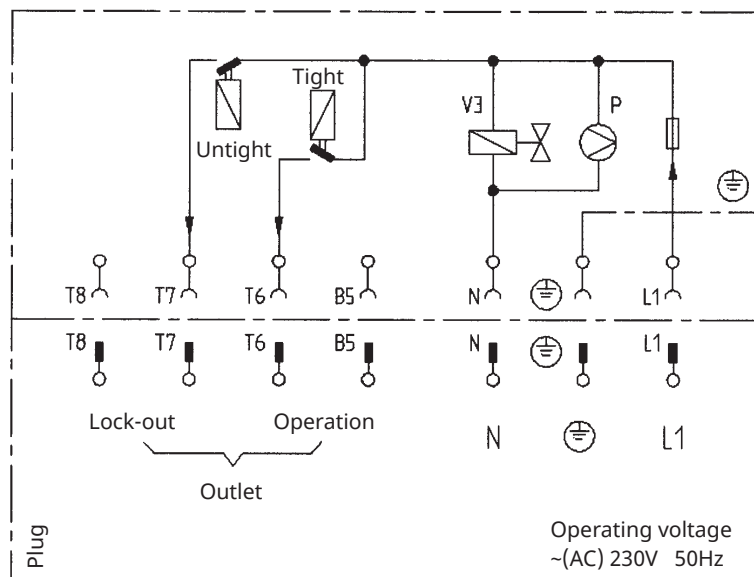 Tight
Untight
V3
P
T8 T7 T6 B5 N L1
T8 T7 T6 B5 N L1
Lock-out Operation N L1
Outlet
Plug
Operating voltage
~(AC) 230V 50Hz